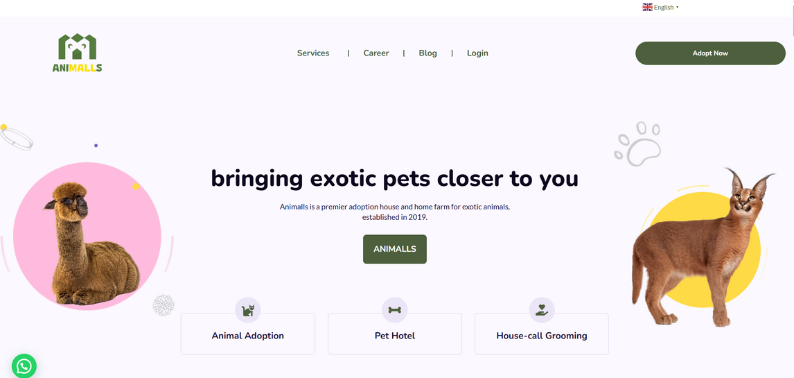 English
ANIMALLS
Services | Career | Blog | Login
Adopt Now
bringing exotic pets closer to you
Animalls is a premier adoption house and home farm for exotic animals,
established in 2019.
ANIMALLS
Animal Adoption
Pet Hotel
House-call Grooming